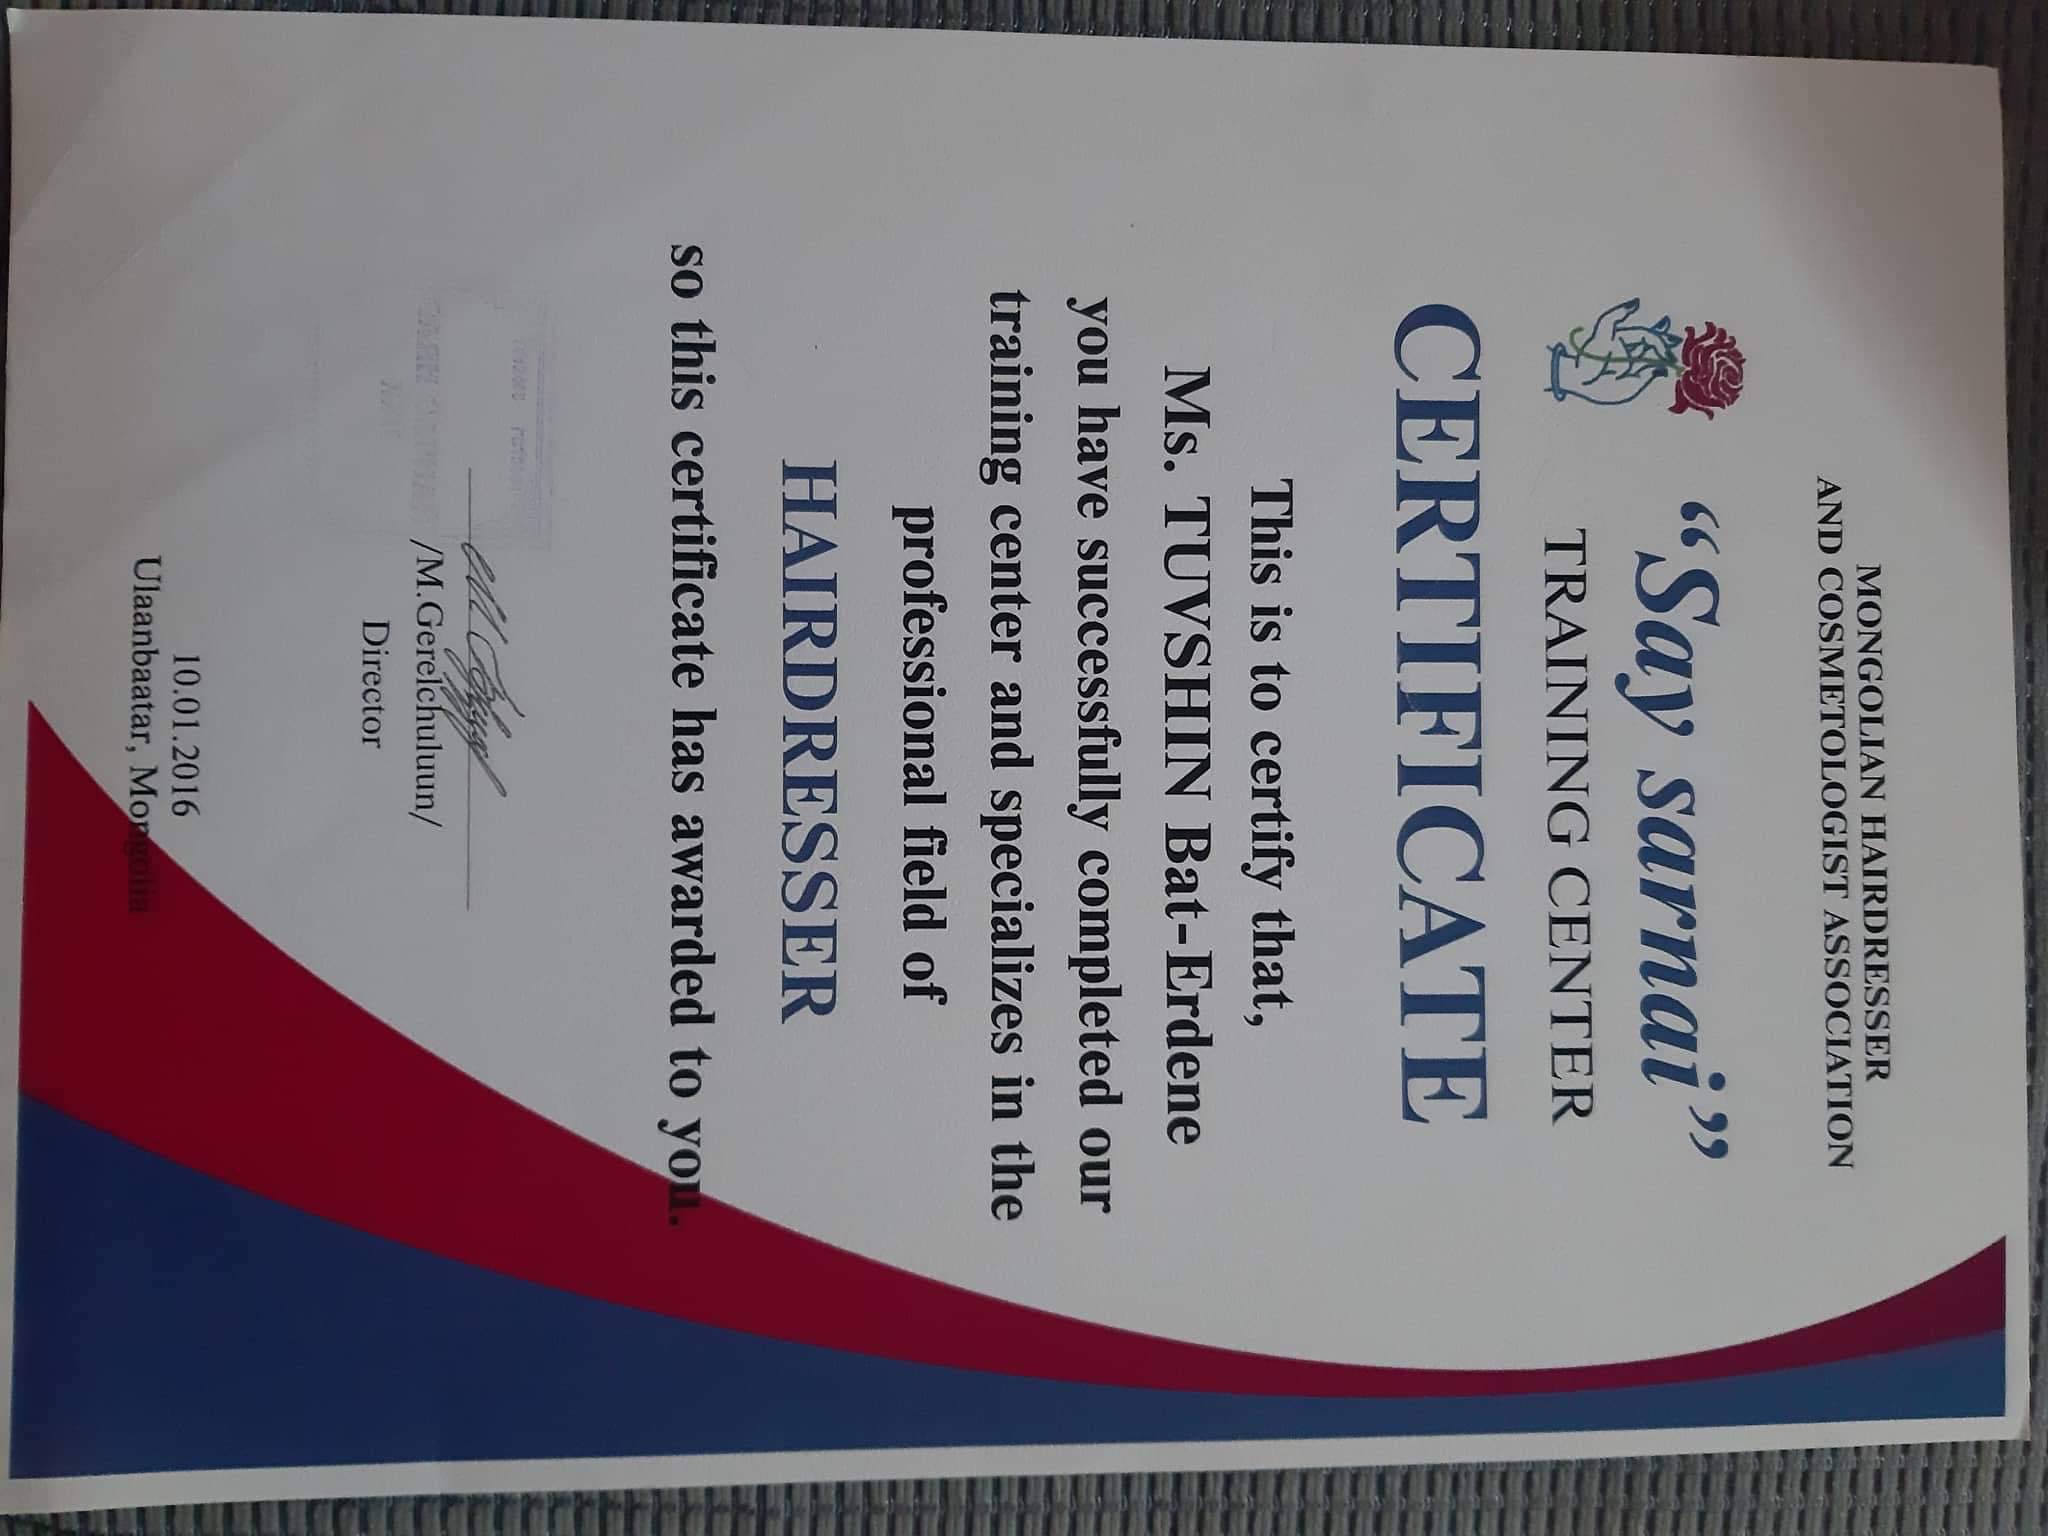 MONGOLIAN HAIRDRESSER
AND COSMETOLOGIST ASSOCIATION
“Say sarnai”
TRAINING CENTER
CERTIFICATE
This is to certify that,
Ms. TUVSHIN Bat-Erdene
you have successfully completed our
training center and specializes in the
professional field of
HAIRDRESSER
so this certificate has awarded to you.
/M.Gerelchuluun/
Director
10.01.2016
Ulaanbaatar, Mongolia